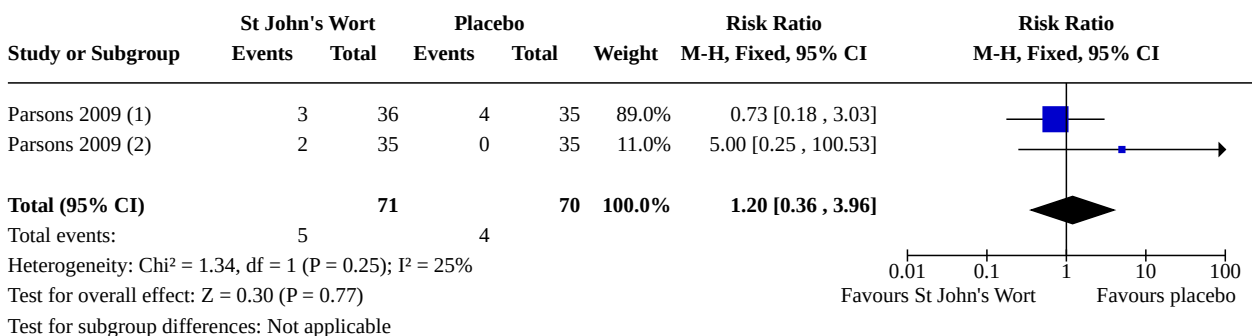 St John's Wort Placebo Risk Ratio Risk Ratio
Study or Subgroup Events Total Events Total Weight M-H, Fixed, 95% CI M-H, Fixed, 95% CI
Parsons 2009 (1) 3 36 4 35 89.0% 0.73 [0.18 , 3.03]
Parsons 2009 (2) 2 35 0 35 11.0% 5.00 [0.25 , 100.53]
Total (95% CI) 71 70 100.0% 1.20 [0.36 , 3.96]
Total events: 5 4
Heterogeneity: Chi² = 1.34, df = 1 (P = 0.25); I² = 25%
0.01 0.1 1 10 100
Test for overall effect: Z = 0.30 (P = 0.77)
Favours St John's Wort Favours placebo
Test for subgroup differences: Not applicable